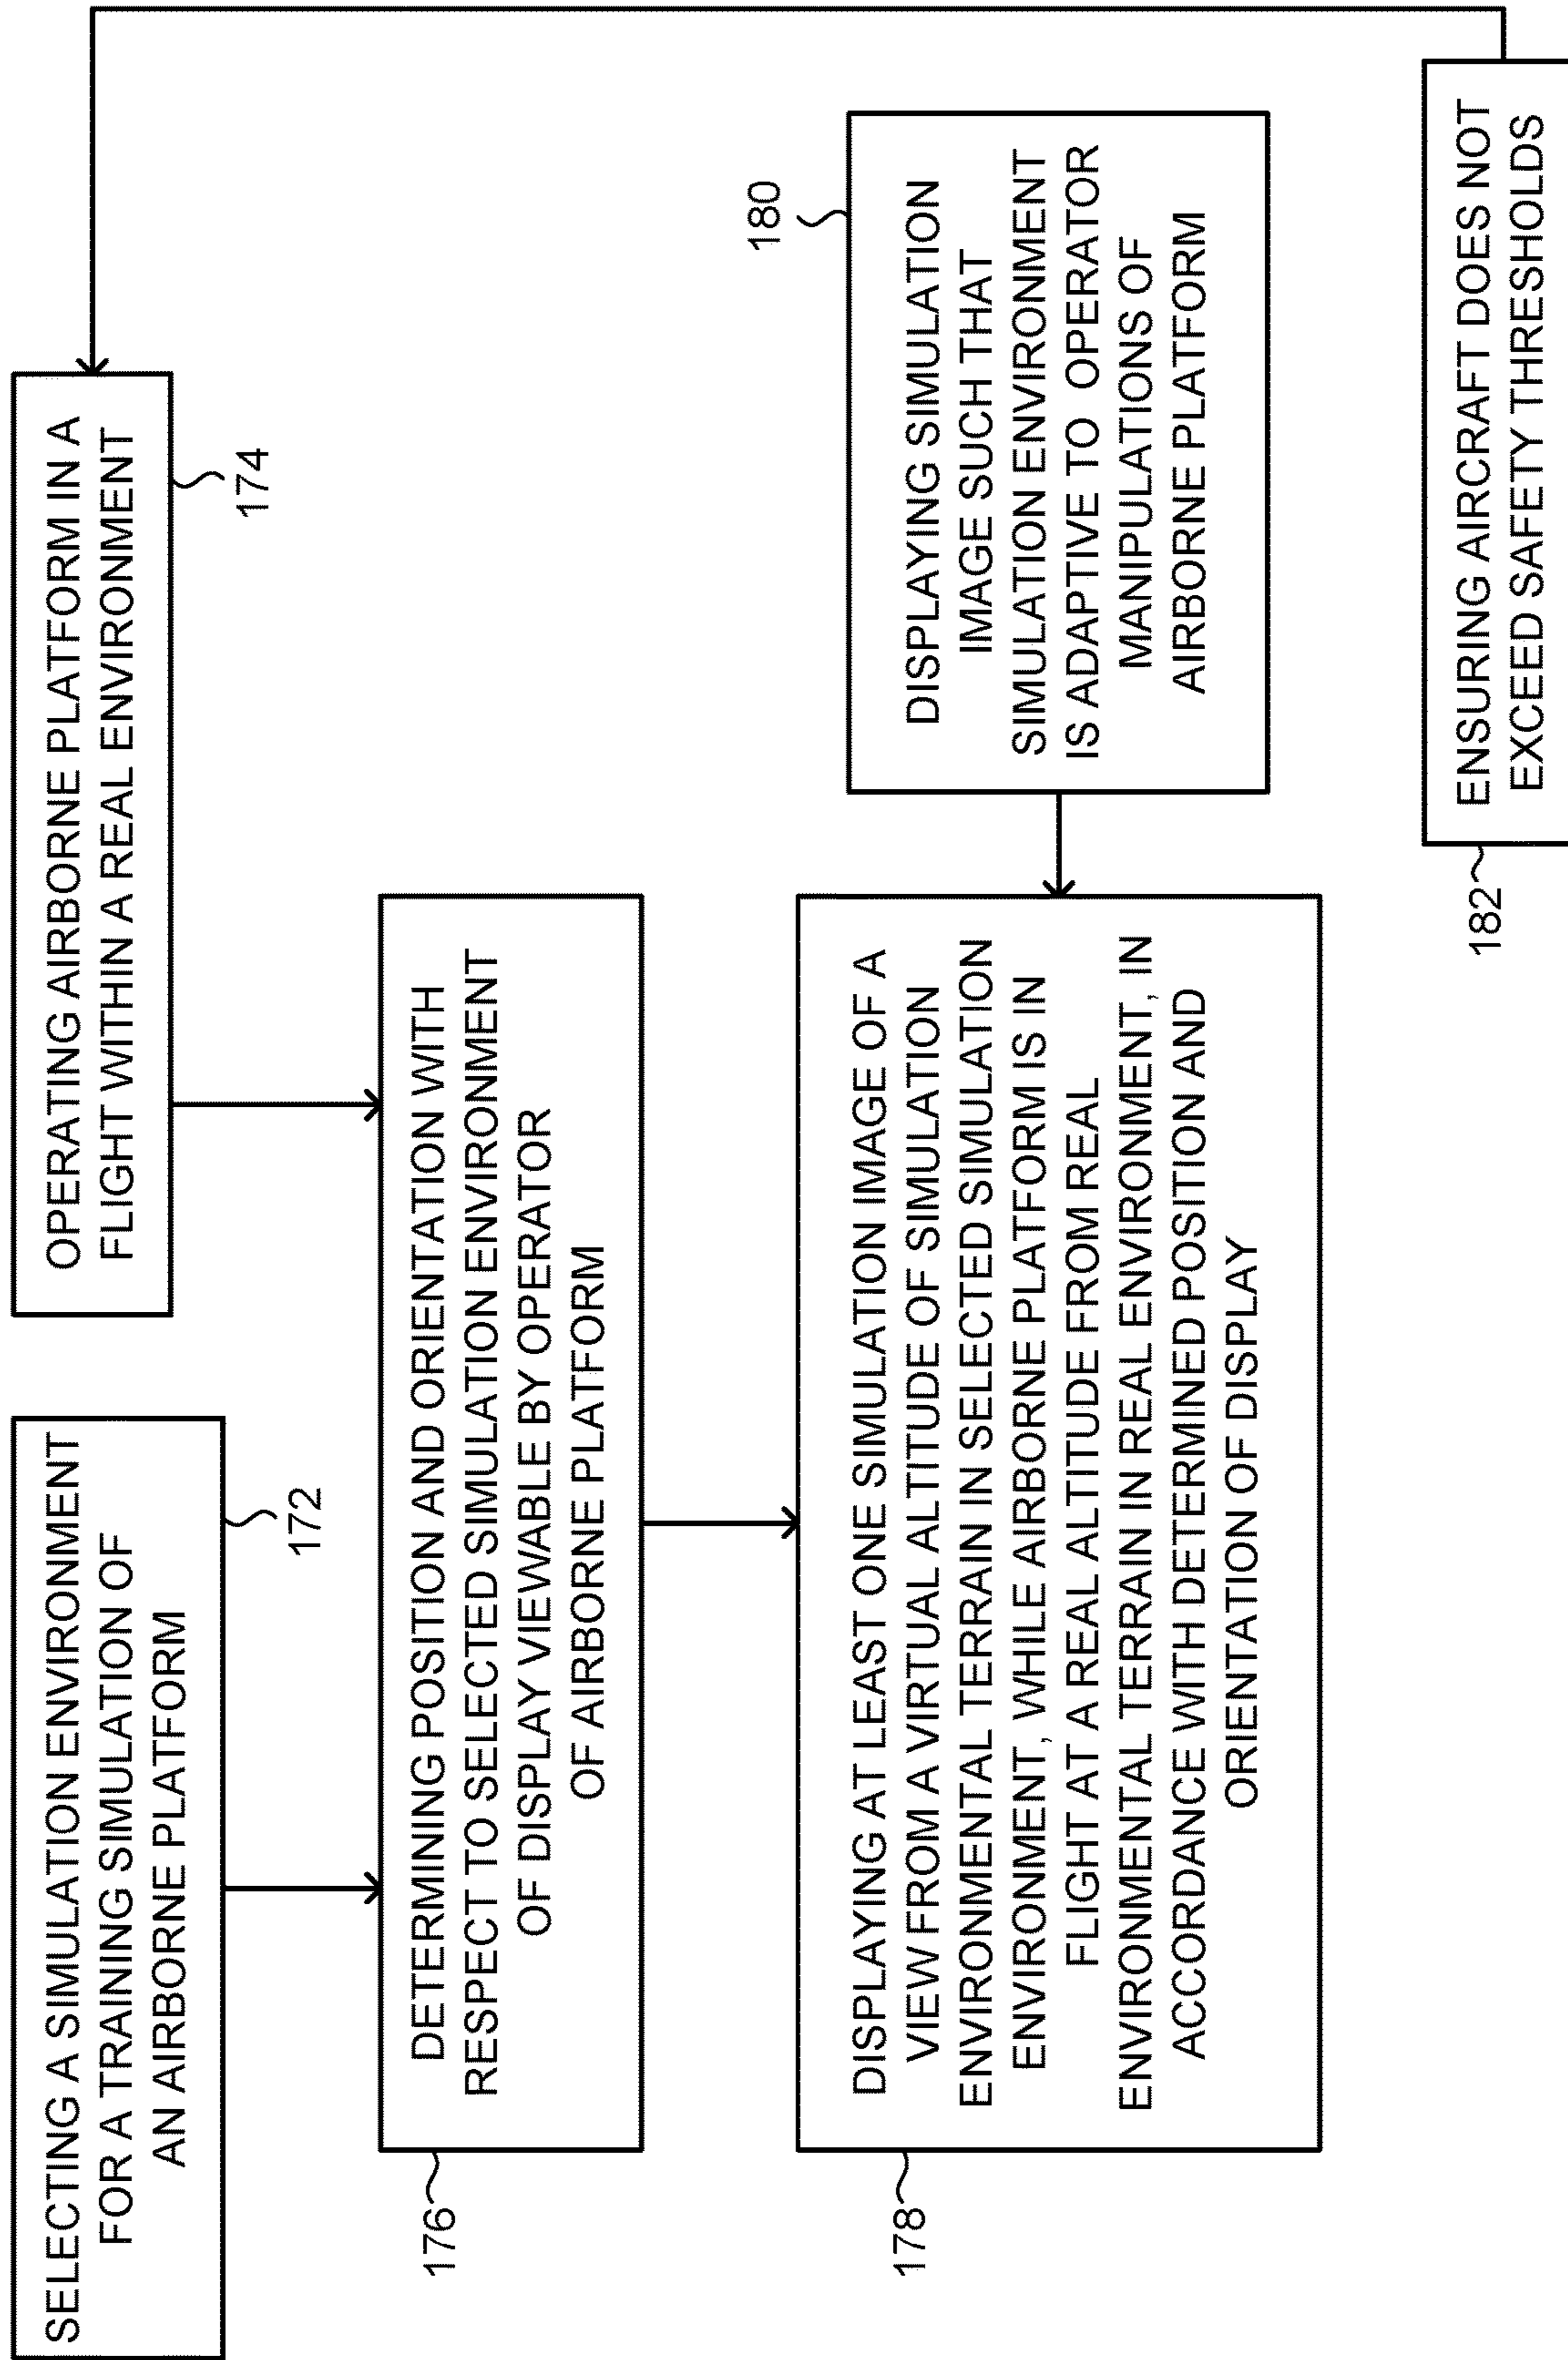 SELECTING A SIMULATION ENVIRONMENT
FOR A TRAINING SIMULATION OF
AN AIRBORNE PLATFORM
172
OPERATING AIRBORNE PLATFORM IN A
FLIGHT WITHIN A REAL ENVIRONMENT
174
176
DETERMINING POSITION AND ORIENTATION WITH
RESPECT TO SELECTED SIMULATION ENVIRONMENT
OF DISPLAY VIEWABLE BY OPERATOR
OF AIRBORNE PLATFORM
178
DISPLAYING AT LEAST ONE SIMULATION IMAGE OF A
VIEW FROM A VIRTUAL ALTITUDE OF SIMULATION
ENVIRONMENTAL TERRAIN IN SELECTED SIMULATION
ENVIRONMENT, WHILE AIRBORNE PLATFORM IS IN
FLIGHT AT A REAL ALTITUDE FROM REAL
ENVIRONMENTAL TERRAIN IN REAL ENVIRONMENT, IN
ACCORDANCE WITH DETERMINED POSITION AND
ORIENTATION OF DISPLAY
180
DISPLAYING SIMULATION
IMAGE SUCH THAT
SIMULATION ENVIRONMENT
IS ADAPTIVE TO OPERATOR
MANIPULATIONS OF
AIRBORNE PLATFORM
182
ENSURING AIRCRAFT DOES NOT
EXCEED SAFETY THRESHOLDS